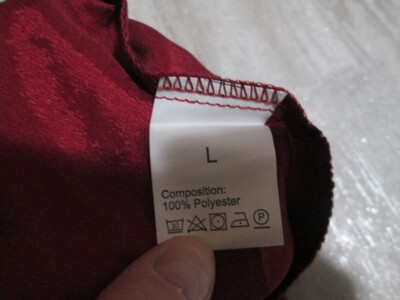 L
Composition:
100% Polyester